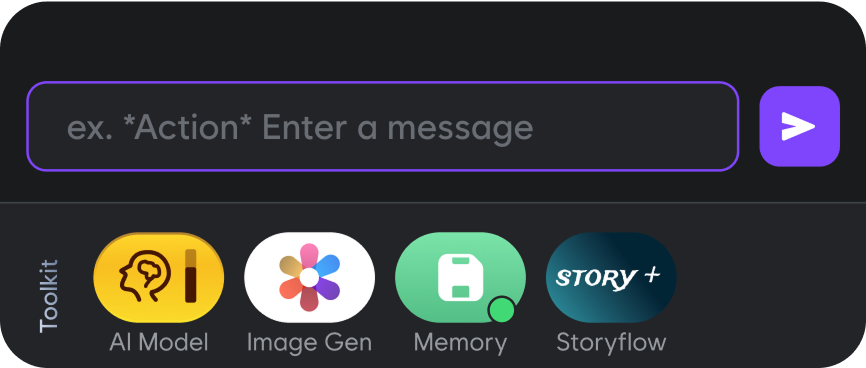 ex. *Action* Enter a message
Toolkit
STORY +
AI Model
Image Gen
Memory
Storyflow